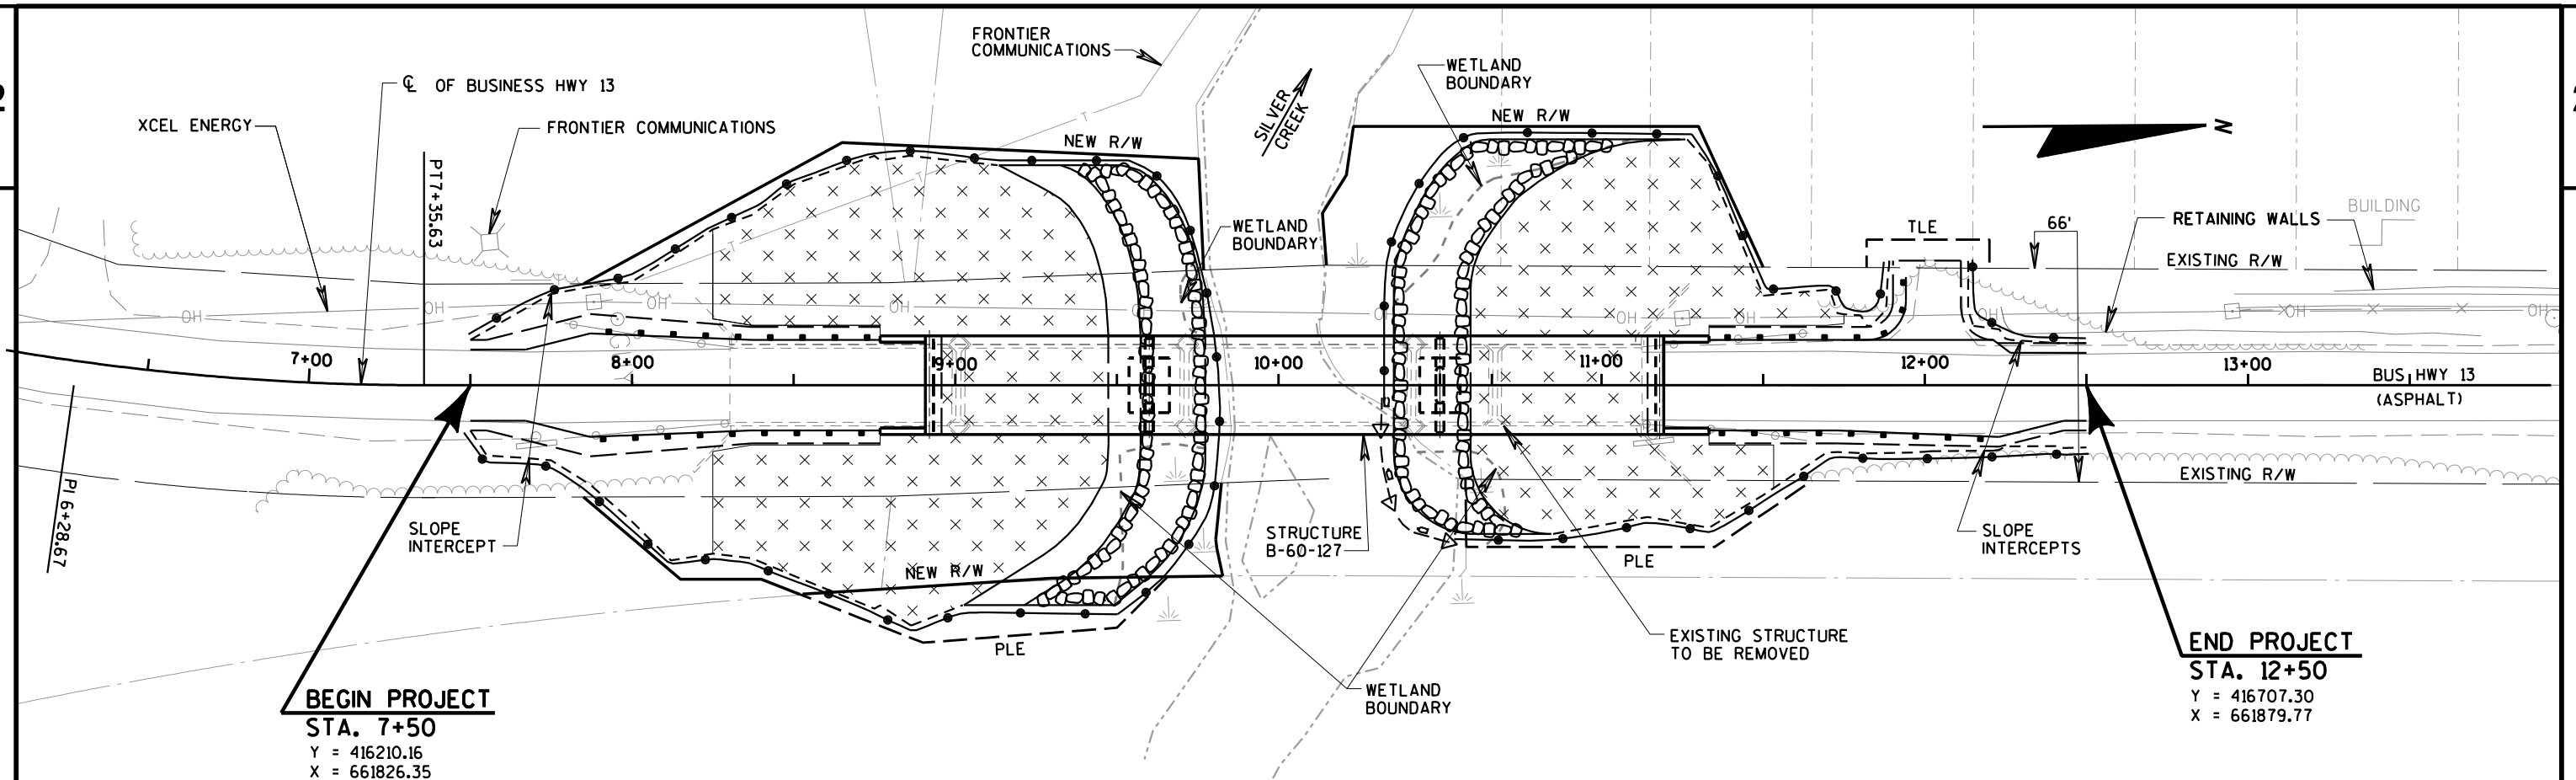 FRONTIER
COMMUNICATIONS
℄ OF BUSINESS HWY 13
XCEL ENERGY
FRONTIER COMMUNICATIONS
SILVER
CREEK
WETLAND
BOUNDARY
NEW R/W
NEW R/W
N
PT7+35.63
WETLAND
BOUNDARY
TLE
66'
RETAINING WALLS
BUILDING
EXISTING R/W
OH
OH
OH
OH
OH
OH
OH
OH
OH
7+00
8+00
9+00
10+00
11+00
12+00
13+00
BUS HWY 13
(ASPHALT)
EXISTING R/W
PI 6+28.67
SLOPE
INTERCEPT
STRUCTURE
B-60-127
NEW R/W
PLE
SLOPE
INTERCEPTS
PLE
EXISTING STRUCTURE
TO BE REMOVED
WETLAND
BOUNDARY
BEGIN PROJECT
STA. 7+50
Y = 416210.16
X = 661826.35
END PROJECT
STA. 12+50
Y = 416707.30
X = 661879.77